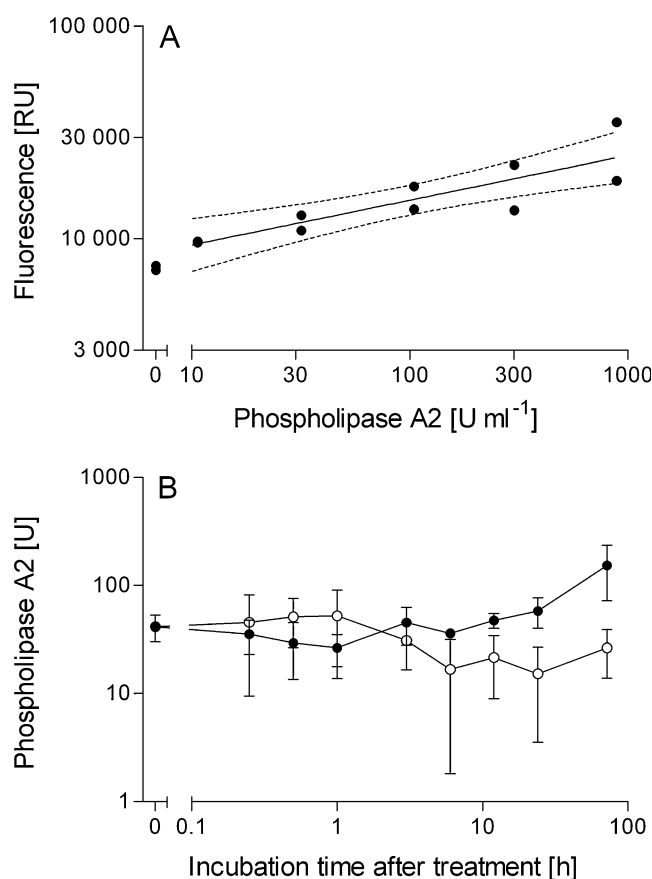 A
100 000
30 000
10 000
3 000
Fluorescence [RU]
0 10 30 100 300 1000
Phospholipase A2 [U ml-1]
B
1000
100
10
1
Phospholipase A2 [U]
0 0.1 1 10 100
Incubation time after treatment [h]